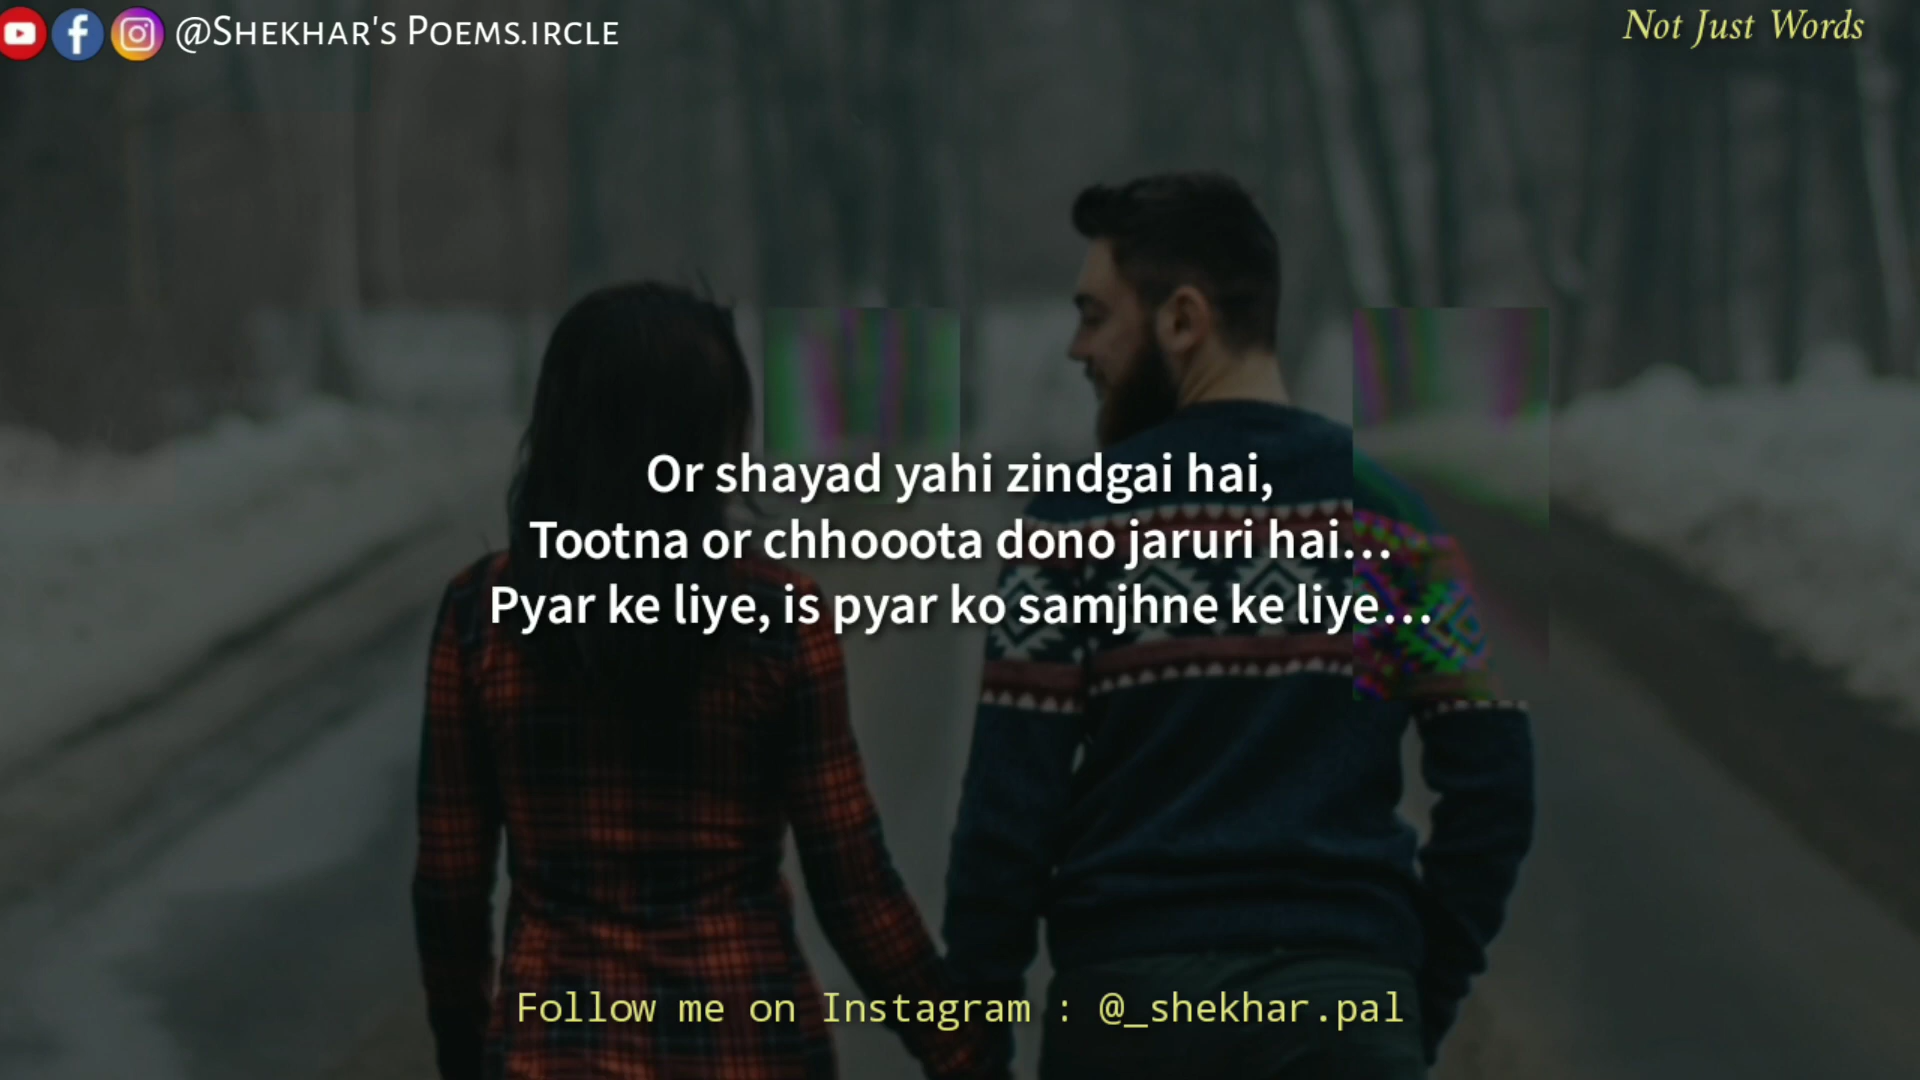 @Shekhar's Poems.ircle
Not Just Words
Or shayad yahi zindgai hai,
Tootna or chhooota dono jaruri hai...
Pyar ke liye, is pyar ko samjhne ke liye...
Follow me on Instagram : @_shekhar.pal